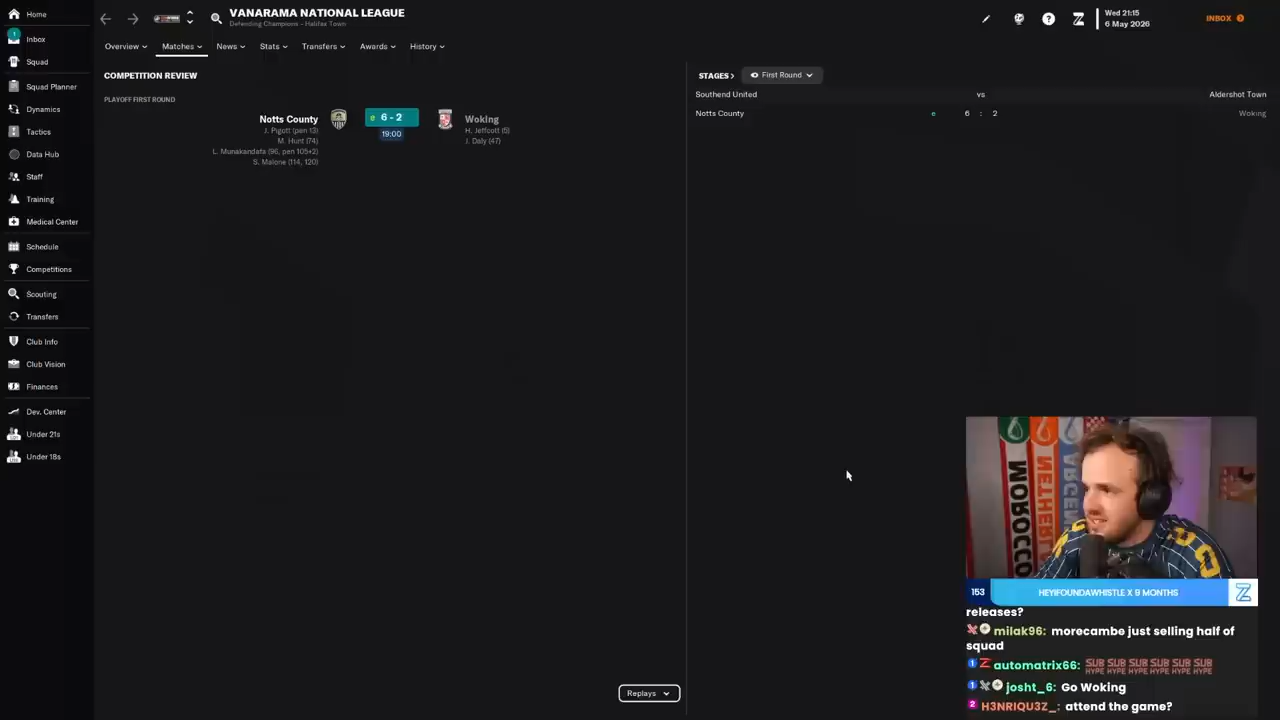 Home
VANARAMA NATIONAL LEAGUE
Defending Champions - Halifax Town
Wed 21:15
6 May 2026
INBOX
1
Inbox
Overview
Matches
News
Stats
Transfers
Awards
History
Squad
COMPETITION REVIEW
STAGES
First Round
Squad Planner
PLAYOFF FIRST ROUND
Southend United vs Aldershot Town
Notts County e 6 : 2 Woking
Dynamics
Notts County e 6 - 2 Woking
19:00
J. Pigott (pen 13)
M. Hunt (74)
L. Munakandafa (96, pen 105+2)
S. Malone (114, 120)
H. Jeffcott (5)
J. Daly (47)
Tactics
Data Hub
Staff
Training
Medical Center
Schedule
Competitions
Scouting
Transfers
Club Info
Club Vision
Finances
Dev. Center
Under 21s
Under 18s
MOROCCO
NETHERL
153
HEYIFOUNDAWHISTLE X 9 MONTHS
Z
releases?
milak96: morecambe just selling half of
squad
automatrix66: SUB HYPE SUB HYPE SUB HYPE SUB HYPE SUB HYPE SUB HYPE
josht_6: Go Woking
H3NRIQU3Z_: attend the game?
Replays